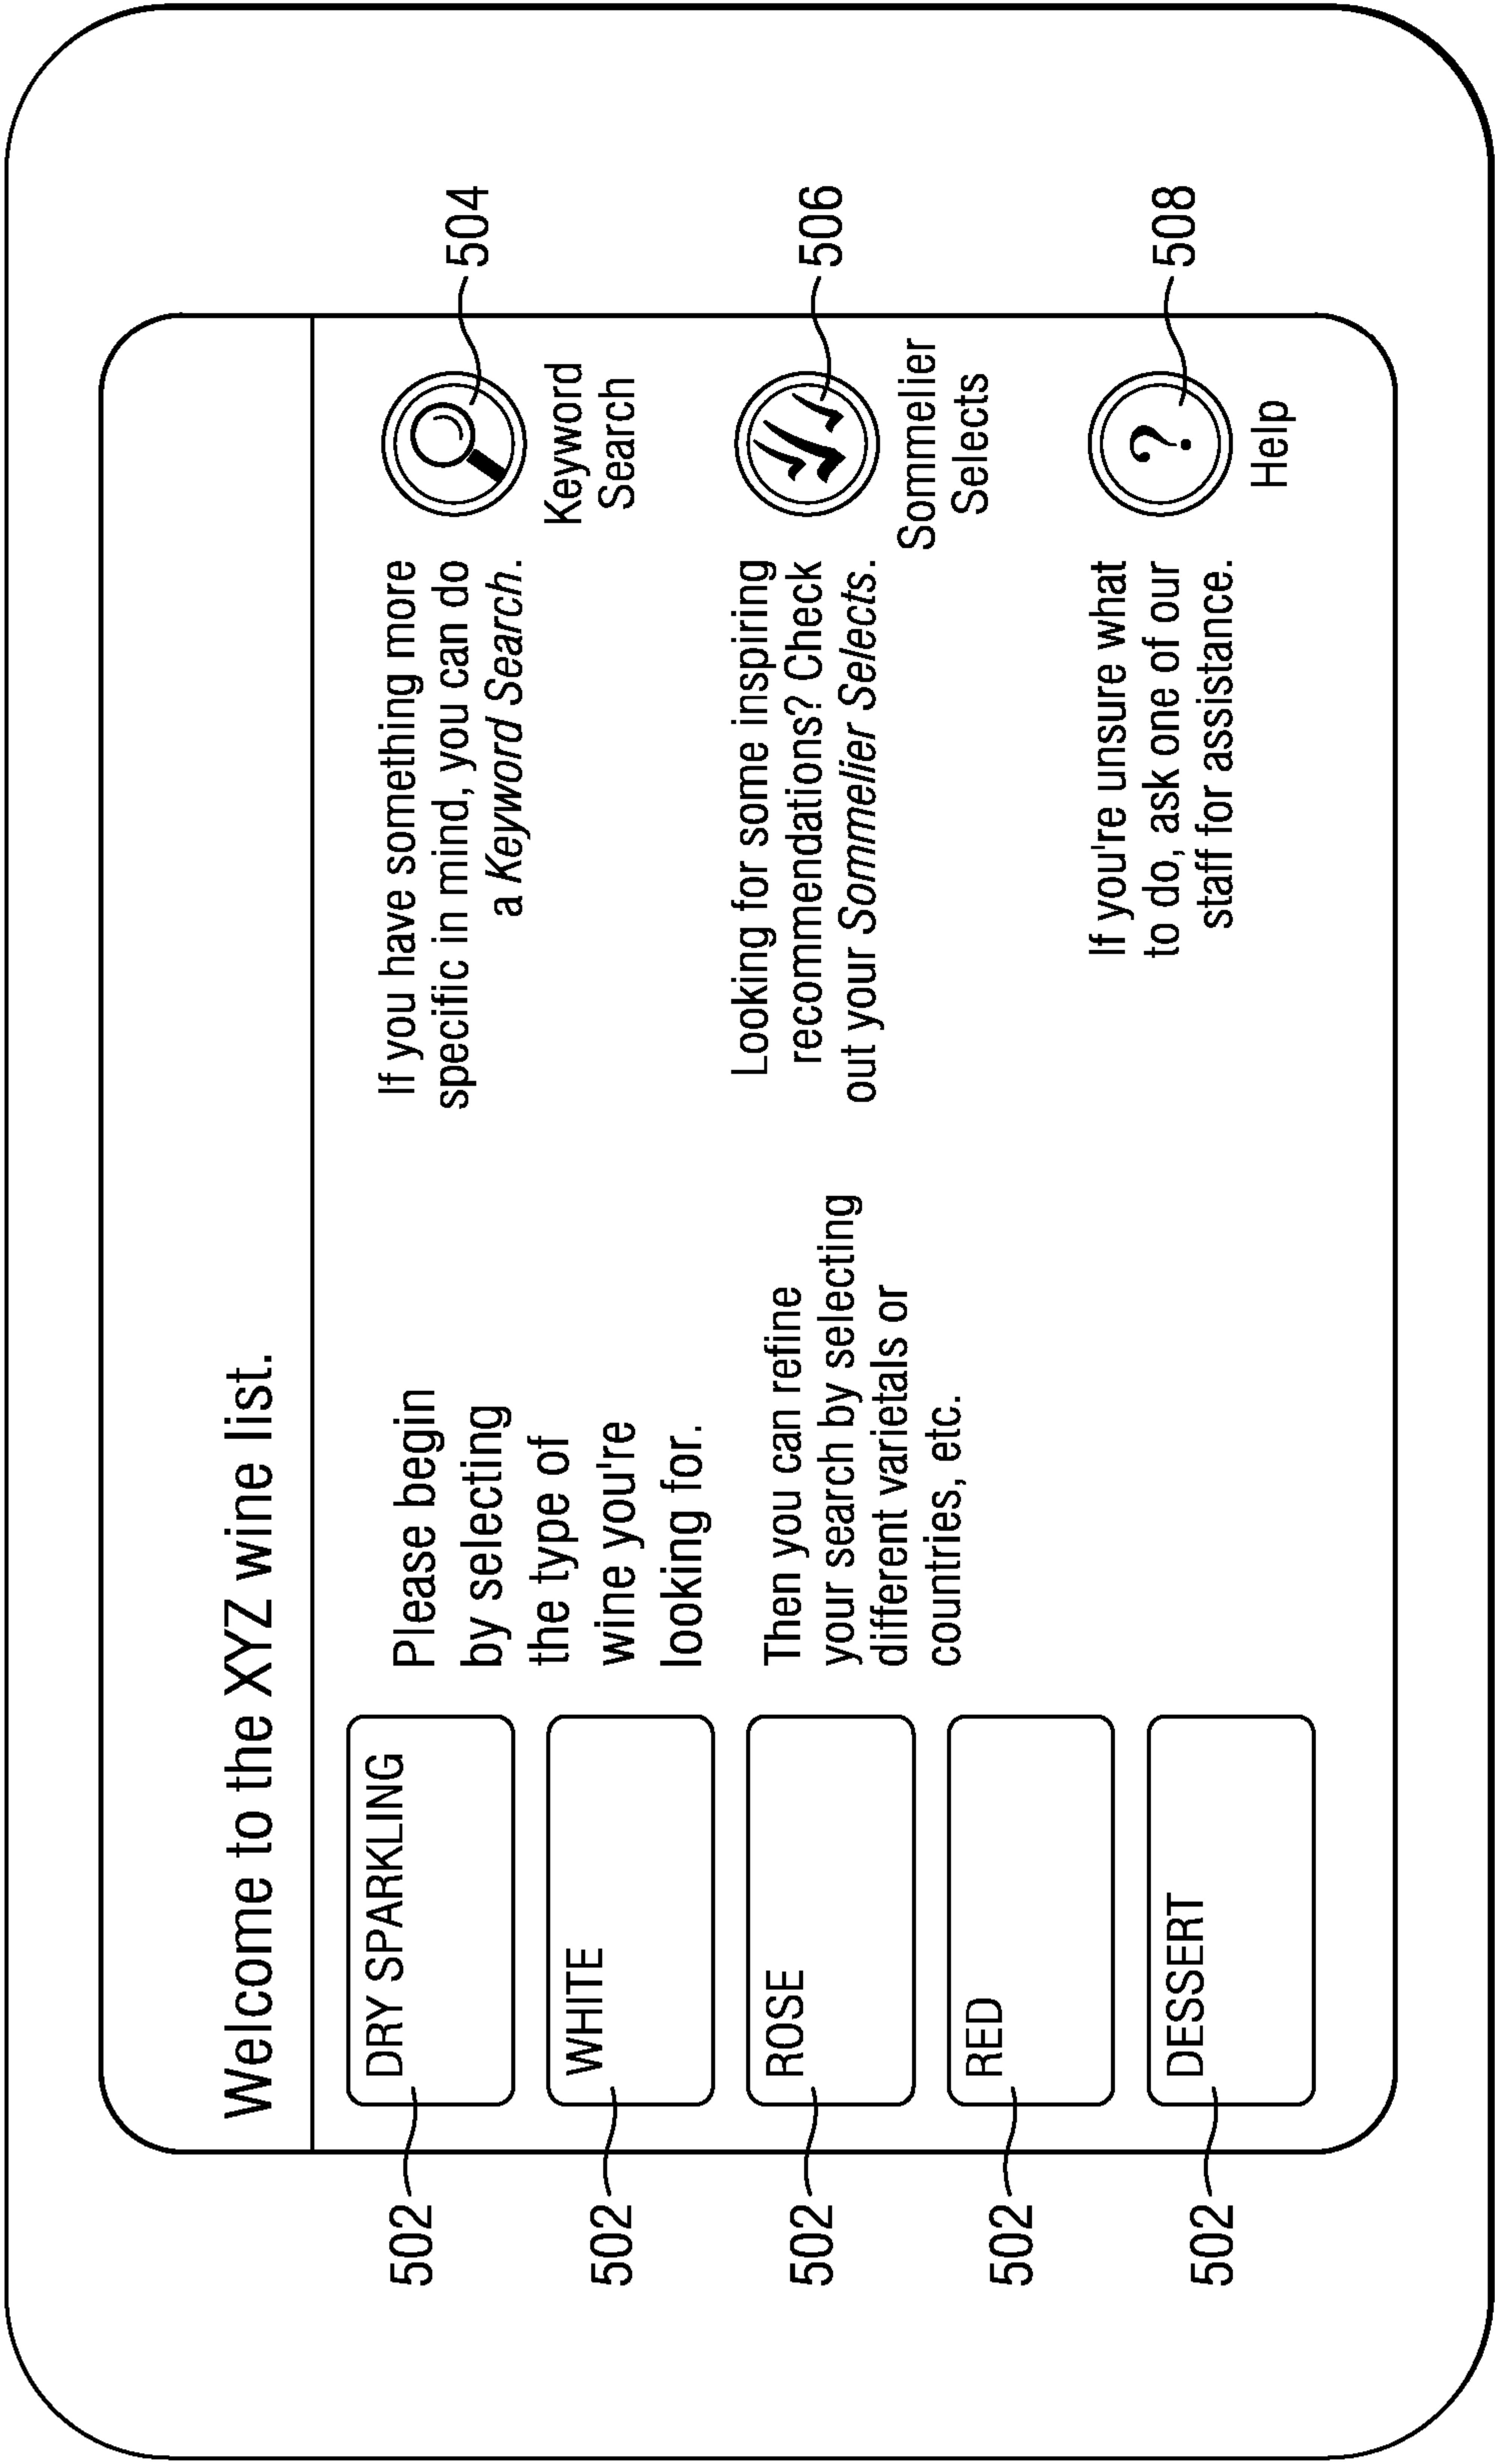 Welcome to the XYZ wine list.
502
DRY SPARKLING
502
WHITE
502
ROSE
502
RED
502
DESSERT
Please begin
by selecting
the type of
wine you're
looking for.
Then you can refine
your search by selecting
different varietals or
countries, etc.
If you have something more
specific in mind, you can do
a Keyword Search.
504
Keyword
Search
Looking for some inspiring
recommendations? Check
out your Sommelier Selects.
506
Sommelier
Selects
If you're unsure what
to do, ask one of our
staff for assistance.
?
508
Help